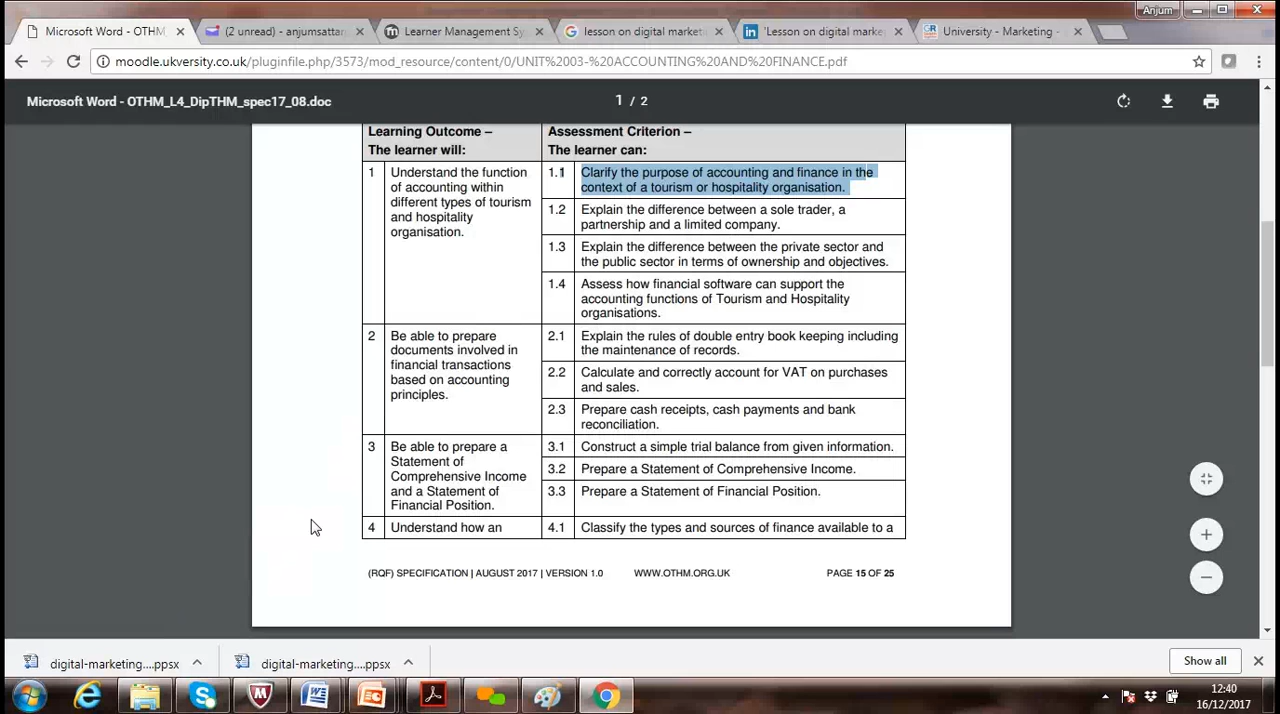 Anjum
Microsoft Word - OTHM
(2 unread) - anjumsattar
Learner Management Sy
lesson on digital market
'Lesson on digital marke
University - Marketing -
moodle.ukversity.co.uk/pluginfile.php/3573/mod_resource/content/0/UNIT%2003-%20ACCOUNTING%20AND%20FINANCE.pdf
Microsoft Word - OTHM_L4_DipTHM_spec17_08.doc
1 / 2
Learning Outcome –
The learner will:
Assessment Criterion –
The learner can:
1
Understand the function
of accounting within
different types of tourism
and hospitality
organisation.
1.1
Clarify the purpose of accounting and finance in the
context of a tourism or hospitality organisation.
1.2
Explain the difference between a sole trader, a
partnership and a limited company.
1.3
Explain the difference between the private sector and
the public sector in terms of ownership and objectives.
1.4
Assess how financial software can support the
accounting functions of Tourism and Hospitality
organisations.
2
Be able to prepare
documents involved in
financial transactions
based on accounting
principles.
2.1
Explain the rules of double entry book keeping including
the maintenance of records.
2.2
Calculate and correctly account for VAT on purchases
and sales.
2.3
Prepare cash receipts, cash payments and bank
reconciliation.
3
Be able to prepare a
Statement of
Comprehensive Income
and a Statement of
Financial Position.
3.1
Construct a simple trial balance from given information.
3.2
Prepare a Statement of Comprehensive Income.
3.3
Prepare a Statement of Financial Position.
4
Understand how an
4.1
Classify the types and sources of finance available to a
(RQF) SPECIFICATION | AUGUST 2017 | VERSION 1.0
WWW.OTHM.ORG.UK
PAGE 15 OF 25
digital-marketing....ppsx
digital-marketing....ppsx
Show all
12:40
16/12/2017